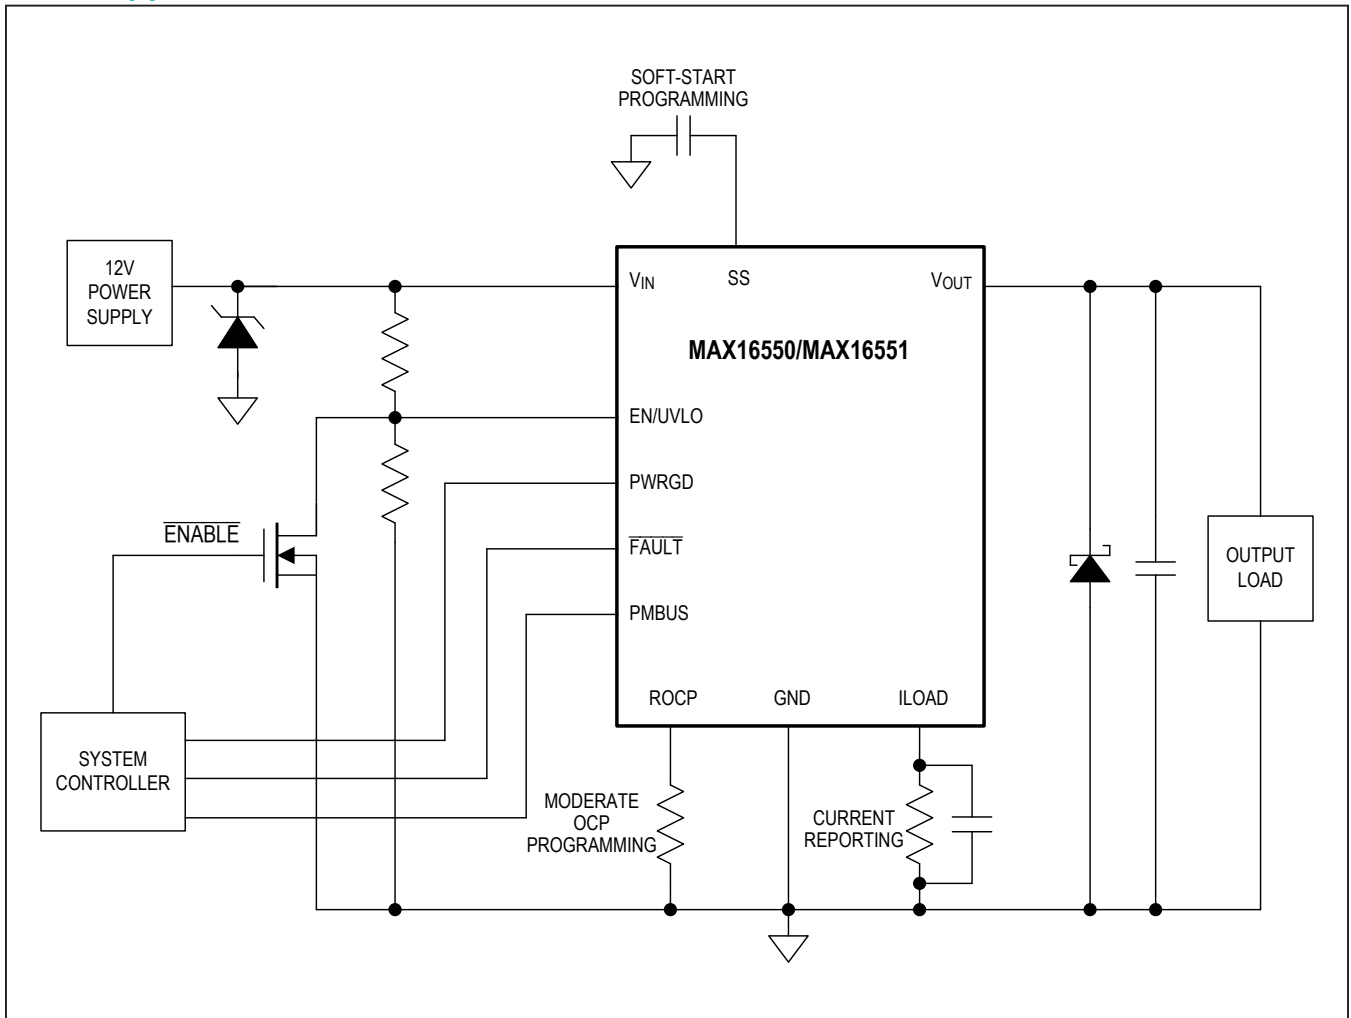 SOFT-START
PROGRAMMING
12V
POWER
SUPPLY
VIN
SS
VOUT
MAX16550/MAX16551
EN/UVLO
PWRGD
ENABLE
FAULT
OUTPUT
LOAD
PMBUS
ROCP
GND
ILOAD
SYSTEM
CONTROLLER
MODERATE
OCP
PROGRAMMING
CURRENT
REPORTING